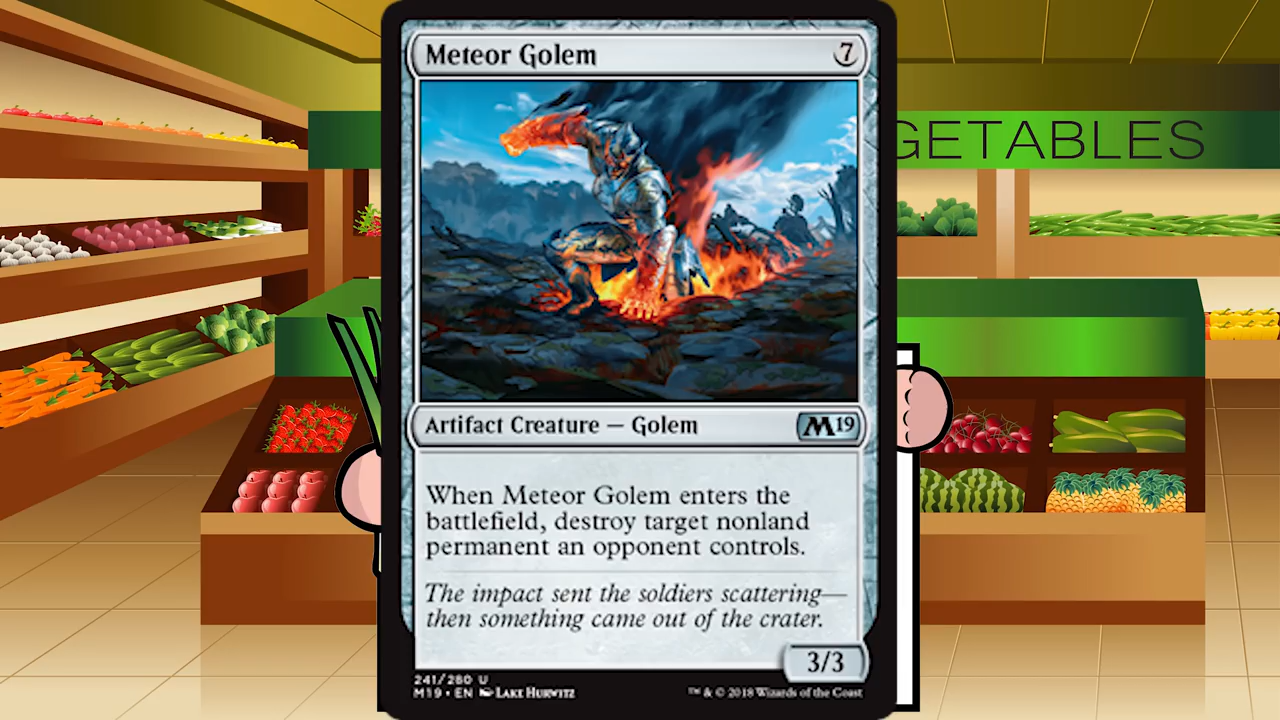 Meteor Golem 7
GETABLES
Artifact Creature — Golem M19
When Meteor Golem enters the
battlefield, destroy target nonland
permanent an opponent controls.
The impact sent the soldiers scattering—
then something came out of the crater.
3/3
241/280 U
M19 • EN Lake Hurwitz ™ & © 2018 Wizards of the Coast